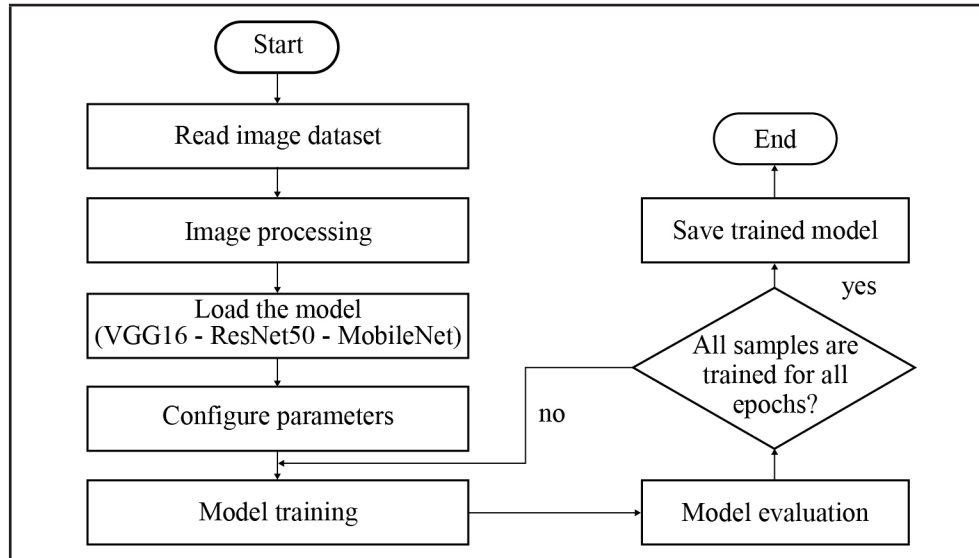 Start
Read image dataset
Image processing
Load the model
(VGG16 - ResNet50 - MobileNet)
Configure parameters
Model training
Model evaluation
All samples are
trained for all
epochs?
no
yes
Save trained model
End